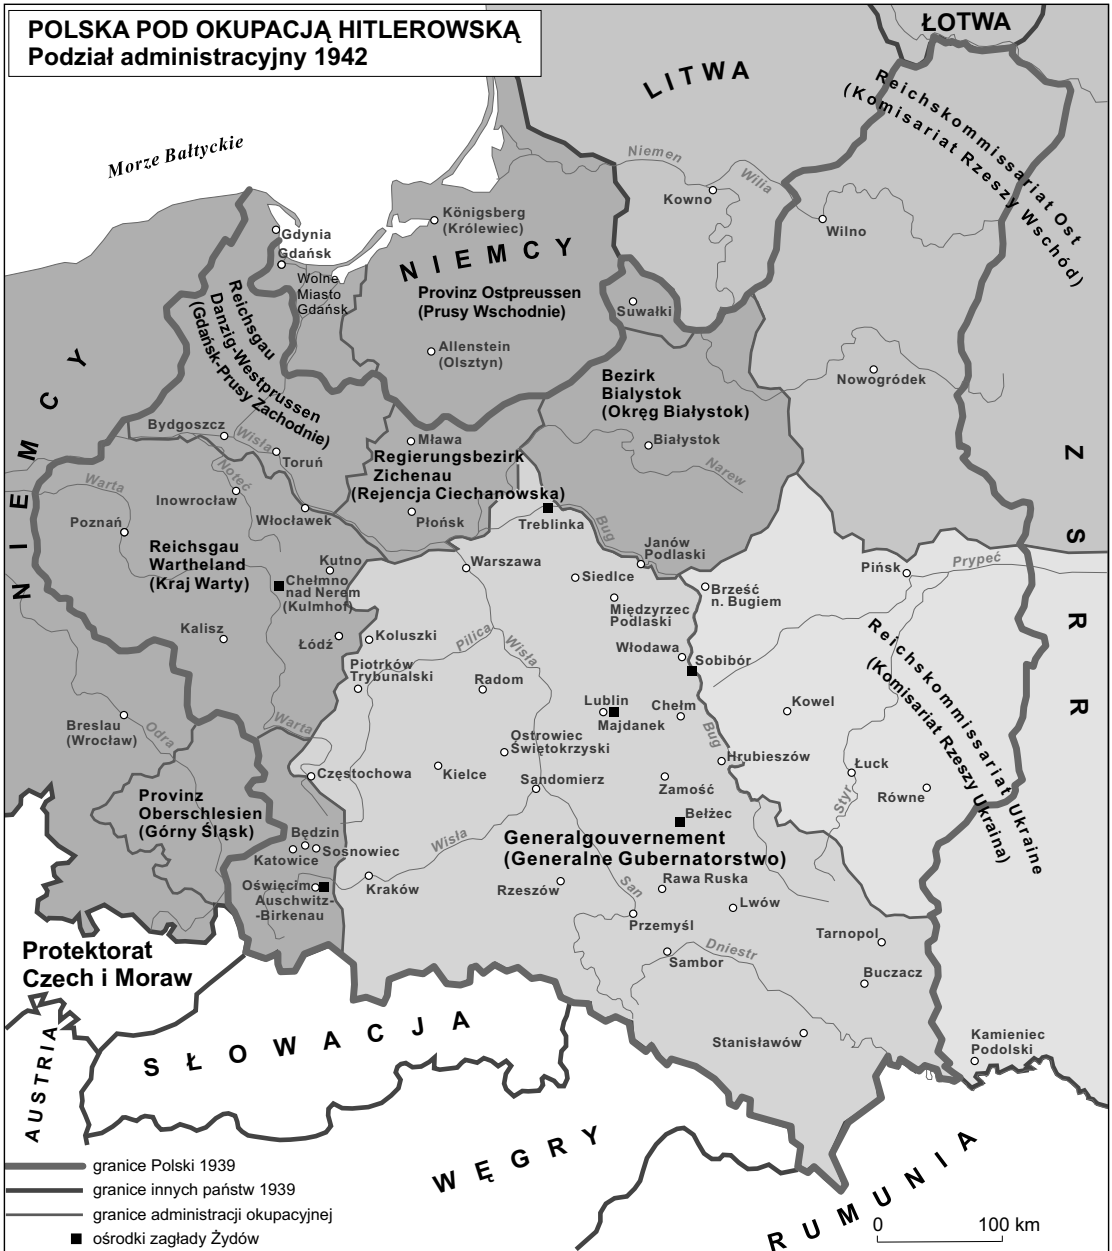 POLSKA POD OKUPACJĄ HITLEROWSKĄ
Podział administracyjny 1942
ŁOTWA
LITWA
Reichskommissariat Ost
(Komisariat Rzeszy Wschód)
Morze Bałtyckie
Niemen
Wilia
Kowno
Wilno
Königsberg
(Królewiec)
Gdynia
Gdańsk
Wolne
Miasto
Gdańsk
NIEMCY
Provinz Ostpreussen
(Prusy Wschodnie)
Suwałki
Reichsgau
Danzig-Westprussen
(Gdańsk-Prusy Zachodnie)
Allenstein
(Olsztyn)
NIEMCY
Nowogródek
Bezirk
Bialystok
(Okręg Białystok)
Białystok
Narew
Bydgoszcz
Wisła
Toruń
Mława
Regierungsbezirk
Zichenau
(Rejencja Ciechanowska)
Płońsk
Noteć
Warta
Inowrocław
Włocławek
Poznań
Treblinka
Bug
Janów
Podlaski
ZSRR
Reichsgau
Wartheland
(Kraj Warty)
Kutno
Chełmno
nad Nerem
(Kulmhof)
Warszawa
Siedlce
Międzyrzec
Podlaski
Brześć
n. Bugiem
Pińsk
Prypeć
Kalisz
Łódź
Koluszki
Pilica
Wisła
Włodawa
Sobibór
Reichskommissariat Ukraine
(Komisariat Rzeszy Ukraina)
Piotrków
Trybunalski
Radom
Lublin
Majdanek
Chełm
Kowel
Breslau
(Wrocław)
Odra
Warta
Ostrowiec
Świętokrzyski
Bug
Hrubieszów
Łuck
Częstochowa
Kielce
Sandomierz
Zamość
Równe
Styr
Provinz
Oberschlesien
(Górny Śląsk)
Bełżec
Będzin
Katowice
Sosnowiec
Wisła
Generalgouvernement
(Generalne Gubernatorstwo)
Oświęcim
Auschwitz-
-Birkenau
Kraków
Rzeszów
San
Rawa Ruska
Lwów
Przemyśl
Tarnopol
Dniestr
Sambor
Buczacz
Protektorat
Czech i Moraw
Stanisławów
Kamieniec
Podolski
AUSTRIA
SŁOWACJA
WĘGRY
RUMUNIA
granice Polski 1939
granice innych państw 1939
granice administracji okupacyjnej
ośrodki zagłady Żydów
0 100 km